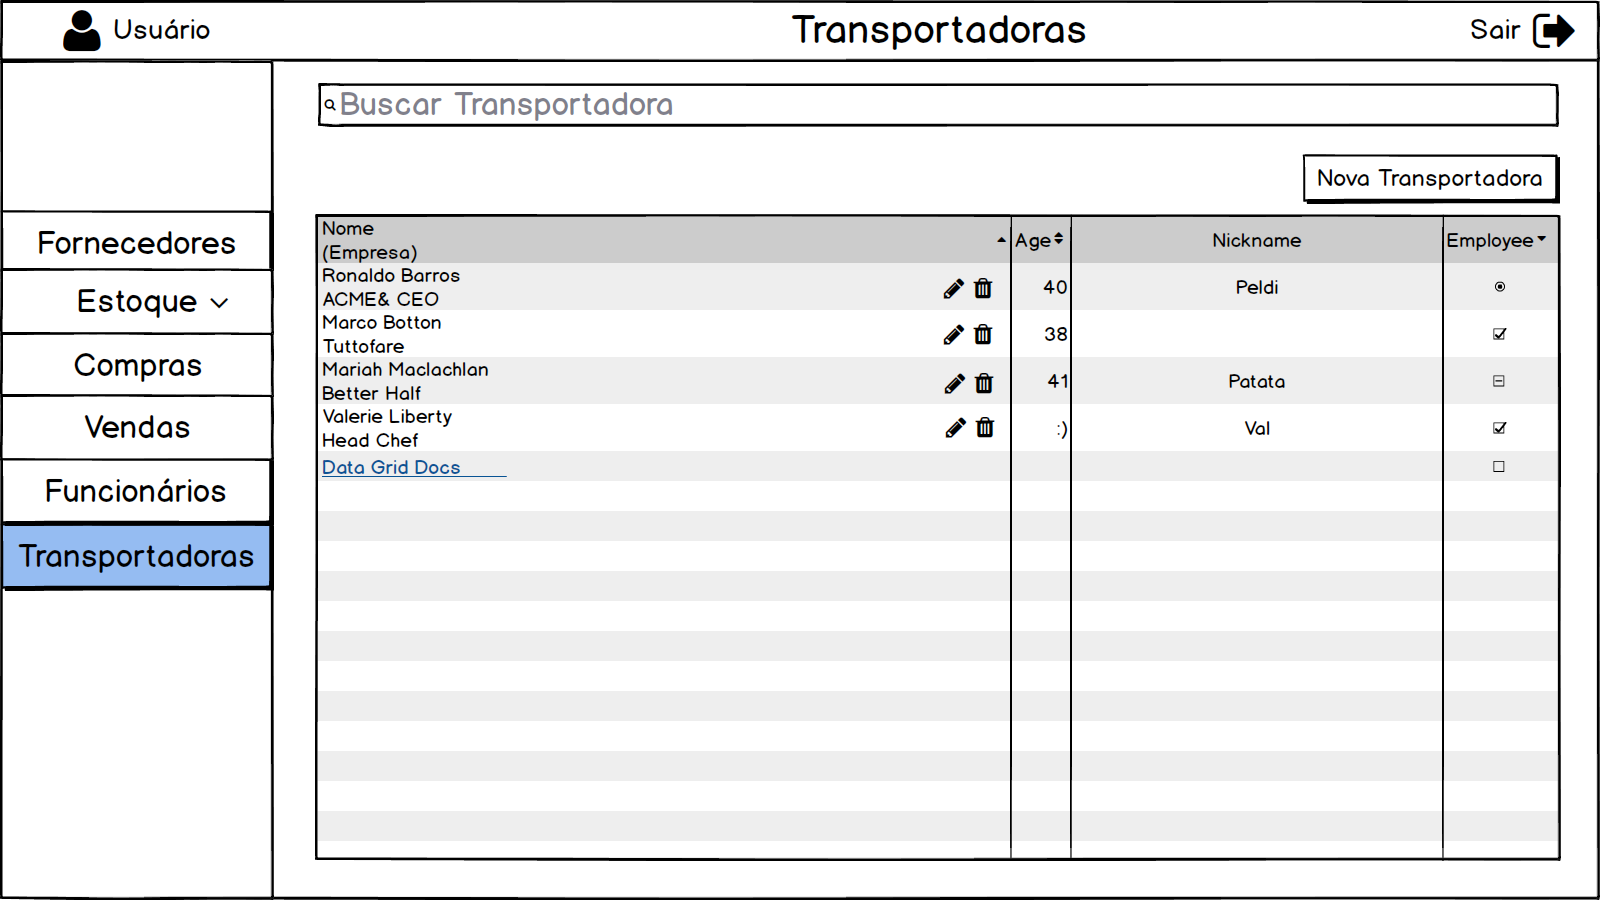 Usuário
Transportadoras
Sair
Buscar Transportadora
Nova Transportadora
Fornecedores
Estoque
Compras
Vendas
Funcionários
Transportadoras
Nome
(Empresa)
Age
Nickname
Employee
Ronaldo Barros
ACME& CEO
40
Peldi
Marco Botton
Tuttofare
38
Mariah Maclachlan
Better Half
41
Patata
Valerie Liberty
Head Chef
:)
Val
Data Grid Docs